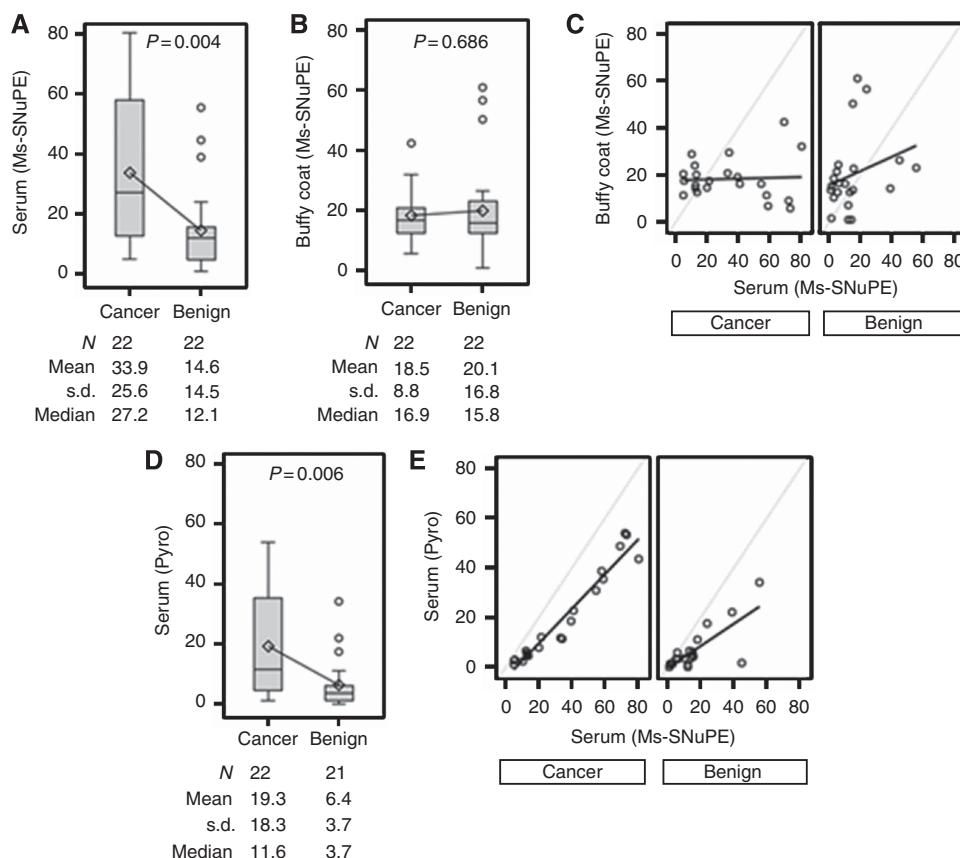 A
Serum (Ms-SNuPE)
80
60
40
20
0
P=0.004
Cancer Benign
N 22 22
Mean 33.9 14.6
s.d. 25.6 14.5
Median 27.2 12.1
B
Buffy coat (Ms-SNuPE)
80
60
40
20
0
P=0.686
Cancer Benign
22 22
Mean 18.5 20.1
s.d. 8.8 16.8
Median 16.9 15.8
C
Buffy coat (Ms-SNuPE)
80
60
40
20
0
0 20 40 60 80 0 20 40 60 80
Serum (Ms-SNuPE)
Cancer Benign
D
Serum (Pyro)
80
60
40
20
0
P=0.006
Cancer Benign
N 22 21
Mean 19.3 6.4
s.d. 18.3 3.7
Median 11.6 3.7
E
Serum (Pyro)
80
60
40
20
0
0 20 40 60 80 0 20 40 60 80
Serum (Ms-SNuPE)
Cancer Benign